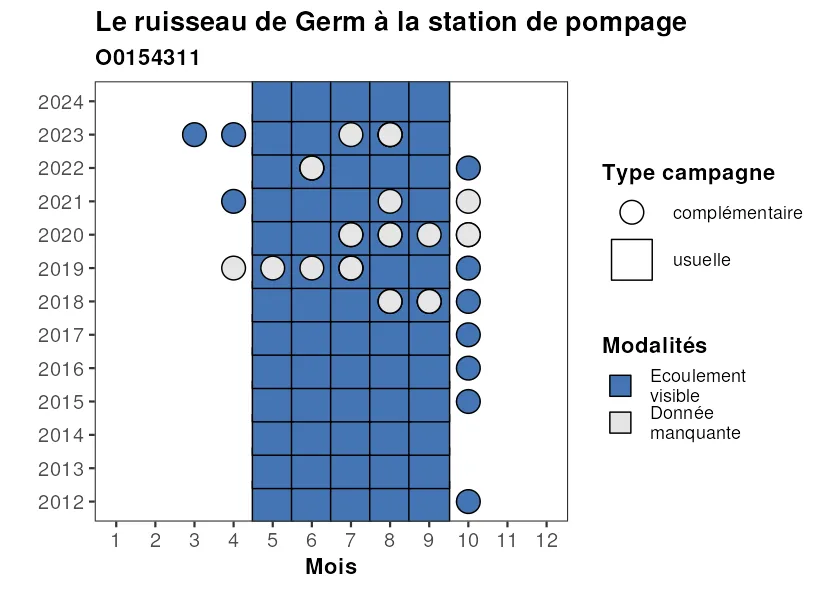 Le ruisseau de Germ à la station de pompage
O0154311
2024
2023
2022
2021
2020
2019
2018
2017
2016
2015
2014
2013
2012
1 2 3 4 5 6 7 8 9 10 11 12
Mois
Type campagne
complémentaire
usuelle
Modalités
Ecoulement
visible
Donnée
manquante